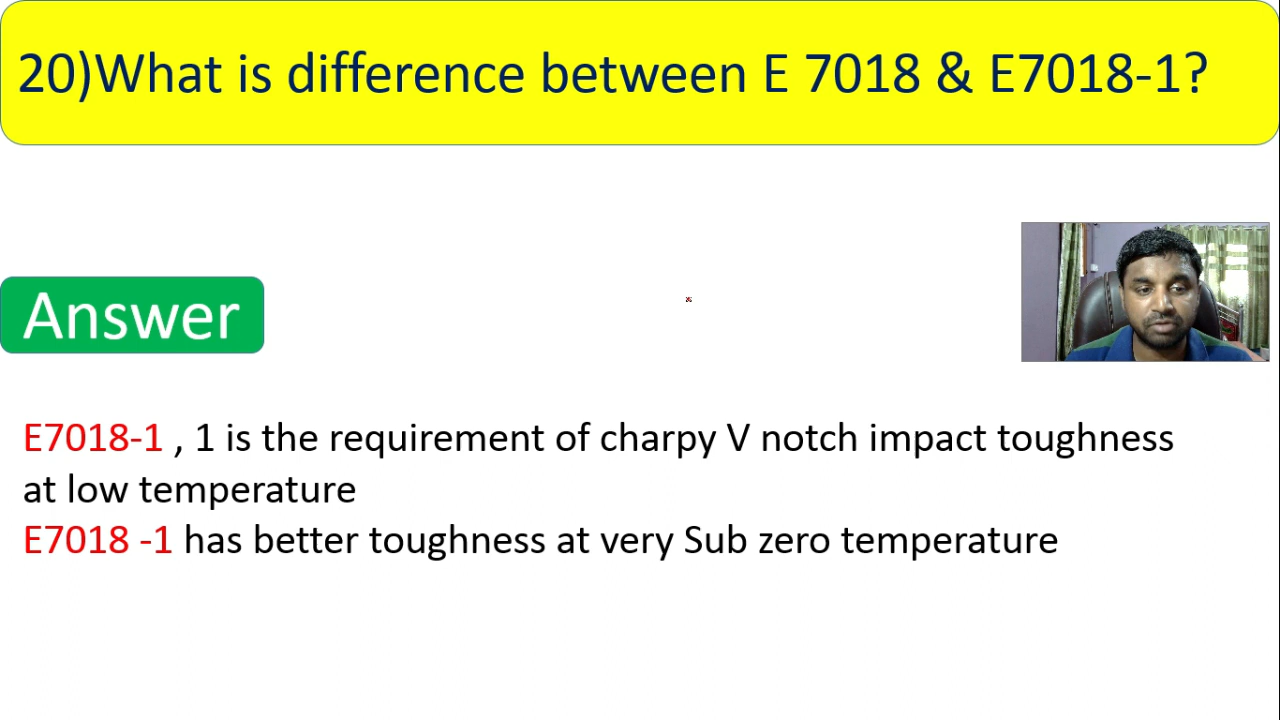 20)What is difference between E 7018 & E7018-1?
Answer
E7018-1 , 1 is the requirement of charpy V notch impact toughness
at low temperature
E7018 -1 has better toughness at very Sub zero temperature